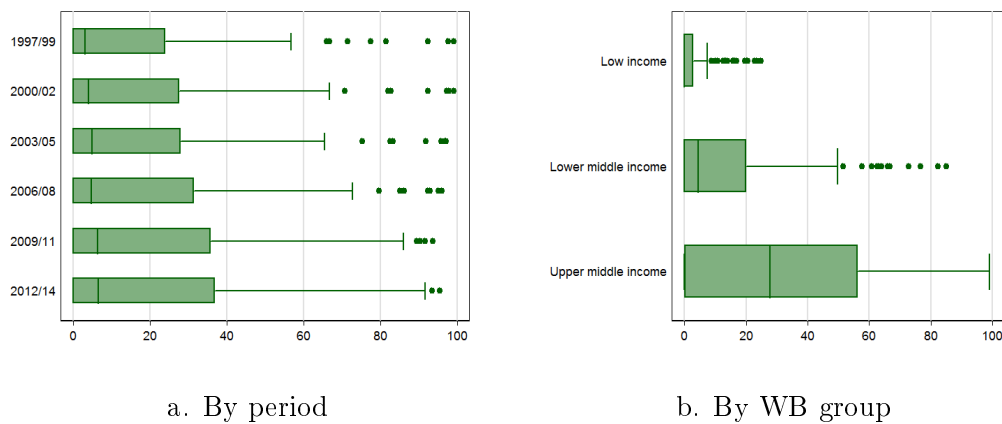 1997/99
2000/02
2003/05
2006/08
2009/11
2012/14
0 20 40 60 80 100
a. By period
Low income
Lower middle income
Upper middle income
0 20 40 60 80 100
b. By WB group